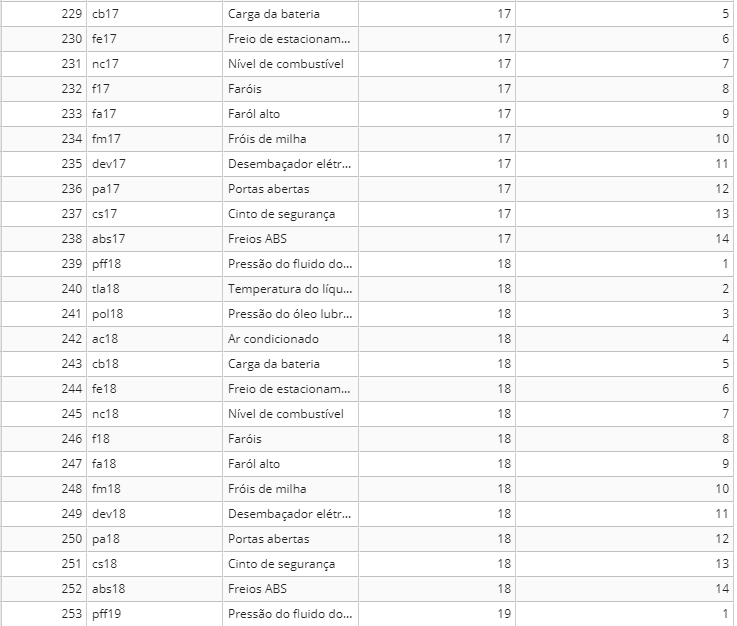 229 cb17 Carga da bateria 17 5
230 fe17 Freio de estacionam... 17 6
231 nc17 Nível de combustível 17 7
232 f17 Faróis 17 8
233 fa17 Faról alto 17 9
234 fm17 Fróis de milha 17 10
235 dev17 Desembaçador elétr... 17 11
236 pa17 Portas abertas 17 12
237 cs17 Cinto de segurança 17 13
238 abs17 Freios ABS 17 14
239 pff18 Pressão do fluido do... 18 1
240 tla18 Temperatura do líqu... 18 2
241 pol18 Pressão do óleo lubr... 18 3
242 ac18 Ar condicionado 18 4
243 cb18 Carga da bateria 18 5
244 fe18 Freio de estacionam... 18 6
245 nc18 Nível de combustível 18 7
246 f18 Faróis 18 8
247 fa18 Faról alto 18 9
248 fm18 Fróis de milha 18 10
249 dev18 Desembaçador elétr... 18 11
250 pa18 Portas abertas 18 12
251 cs18 Cinto de segurança 18 13
252 abs18 Freios ABS 18 14
253 pff19 Pressão do fluido do... 19 1